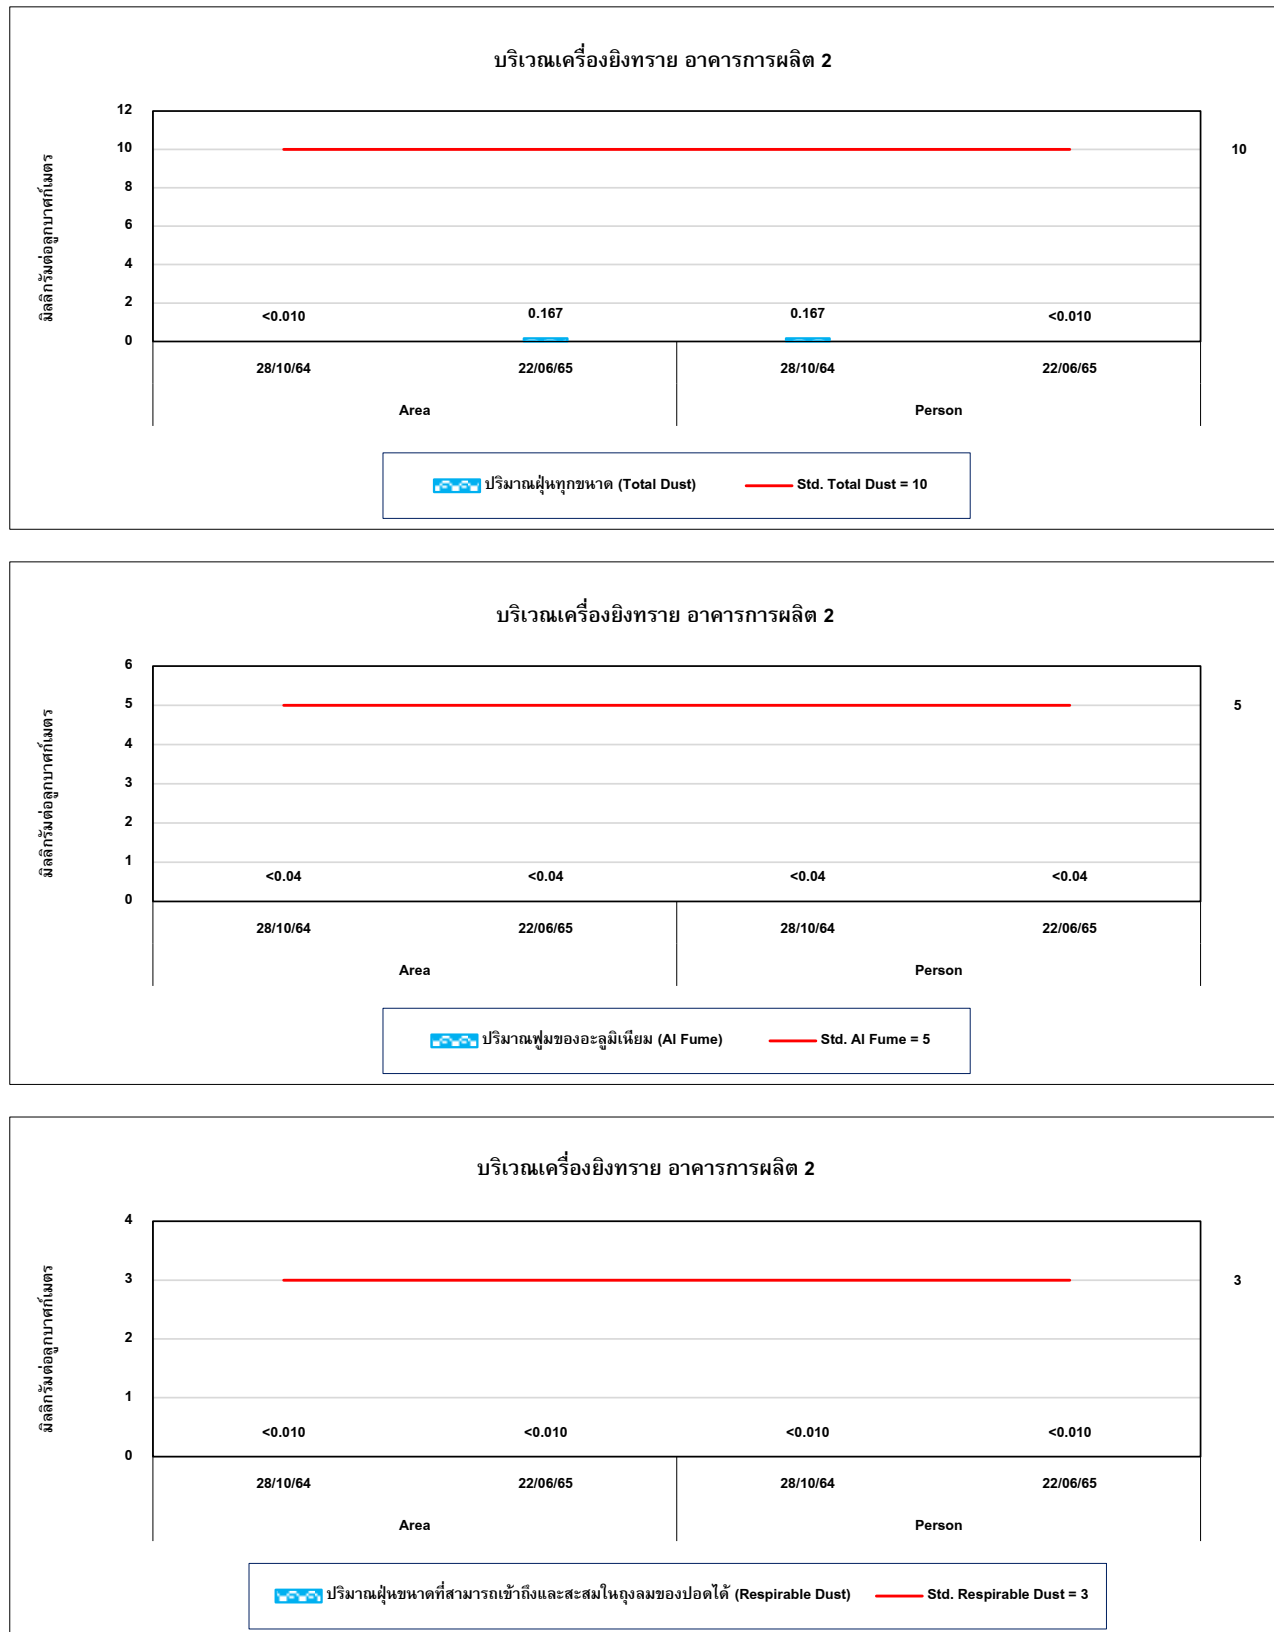 บริเวณเครื่องยิงทราย อาคารการผลิต 2
มิลลิกรัมต่อลูกบาศก์เมตร
12
10
8
6
4
2
0
10
<0.010 0.167 0.167 <0.010
28/10/64 22/06/65 28/10/64 22/06/65
Area Person
ปริมาณฝุ่นทุกขนาด (Total Dust) Std. Total Dust = 10
บริเวณเครื่องยิงทราย อาคารการผลิต 2
มิลลิกรัมต่อลูกบาศก์เมตร
6
5
4
3
2
1
0
5
<0.04 <0.04 <0.04 <0.04
28/10/64 22/06/65 28/10/64 22/06/65
Area Person
ปริมาณฟูมของอะลูมิเนียม (Al Fume) Std. Al Fume = 5
บริเวณเครื่องยิงทราย อาคารการผลิต 2
มิลลิกรัมต่อลูกบาศก์เมตร
4
3
2
1
0
3
<0.010 <0.010 <0.010 <0.010
28/10/64 22/06/65 28/10/64 22/06/65
Area Person
ปริมาณฝุ่นขนาดที่สามารถเข้าถึงและสะสมในถุงลมของปอดได้ (Respirable Dust) Std. Respirable Dust = 3